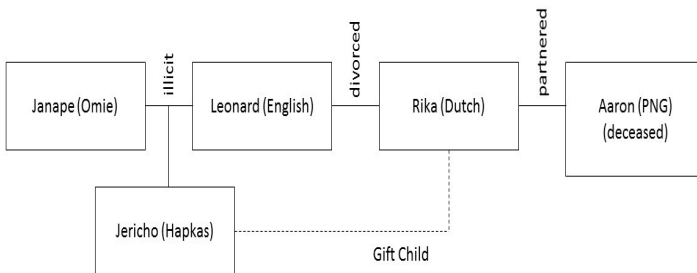 illicit
divorced
partnered
Janape (Omie)
Leonard (English)
Rika (Dutch)
Aaron (PNG)
(deceased)
Jericho (Hapkas)
Gift Child